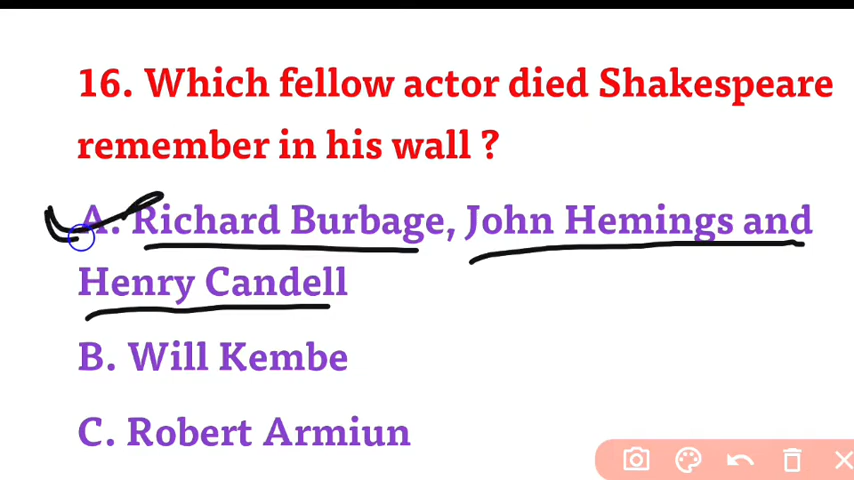 16. Which fellow actor died Shakespeare
remember in his wall ?
A. Richard Burbage, John Hemings and
Henry Candell
B. Will Kembe
C. Robert Armiun